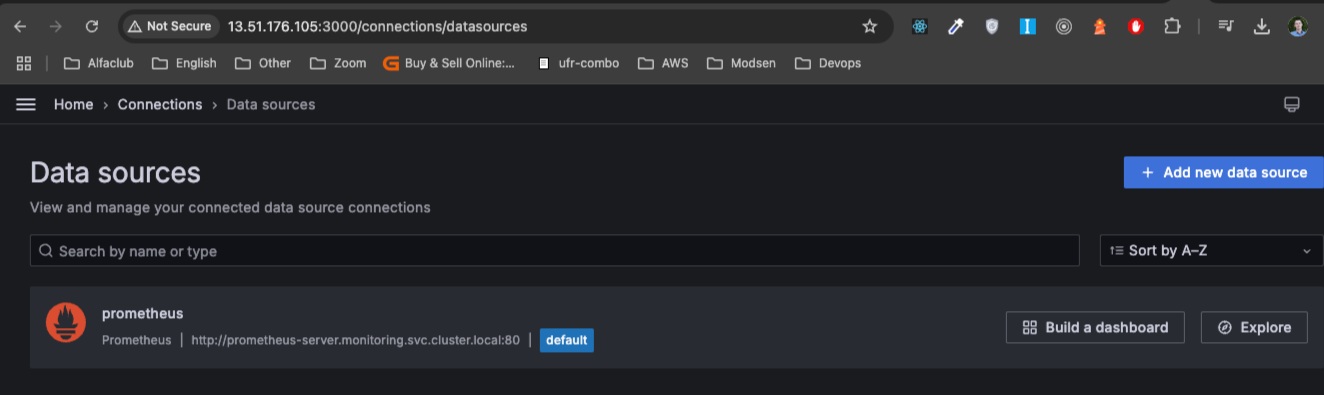 Not Secure 13.51.176.105:3000/connections/datasources
Alfaclub English Other Zoom Buy & Sell Online:... ufr-combo AWS Modsen Devops
Home › Connections › Data sources
Data sources
+ Add new data source
View and manage your connected data source connections
Search by name or type
Sort by A–Z
prometheus
Prometheus | http://prometheus-server.monitoring.svc.cluster.local:80 | default
Build a dashboard
Explore